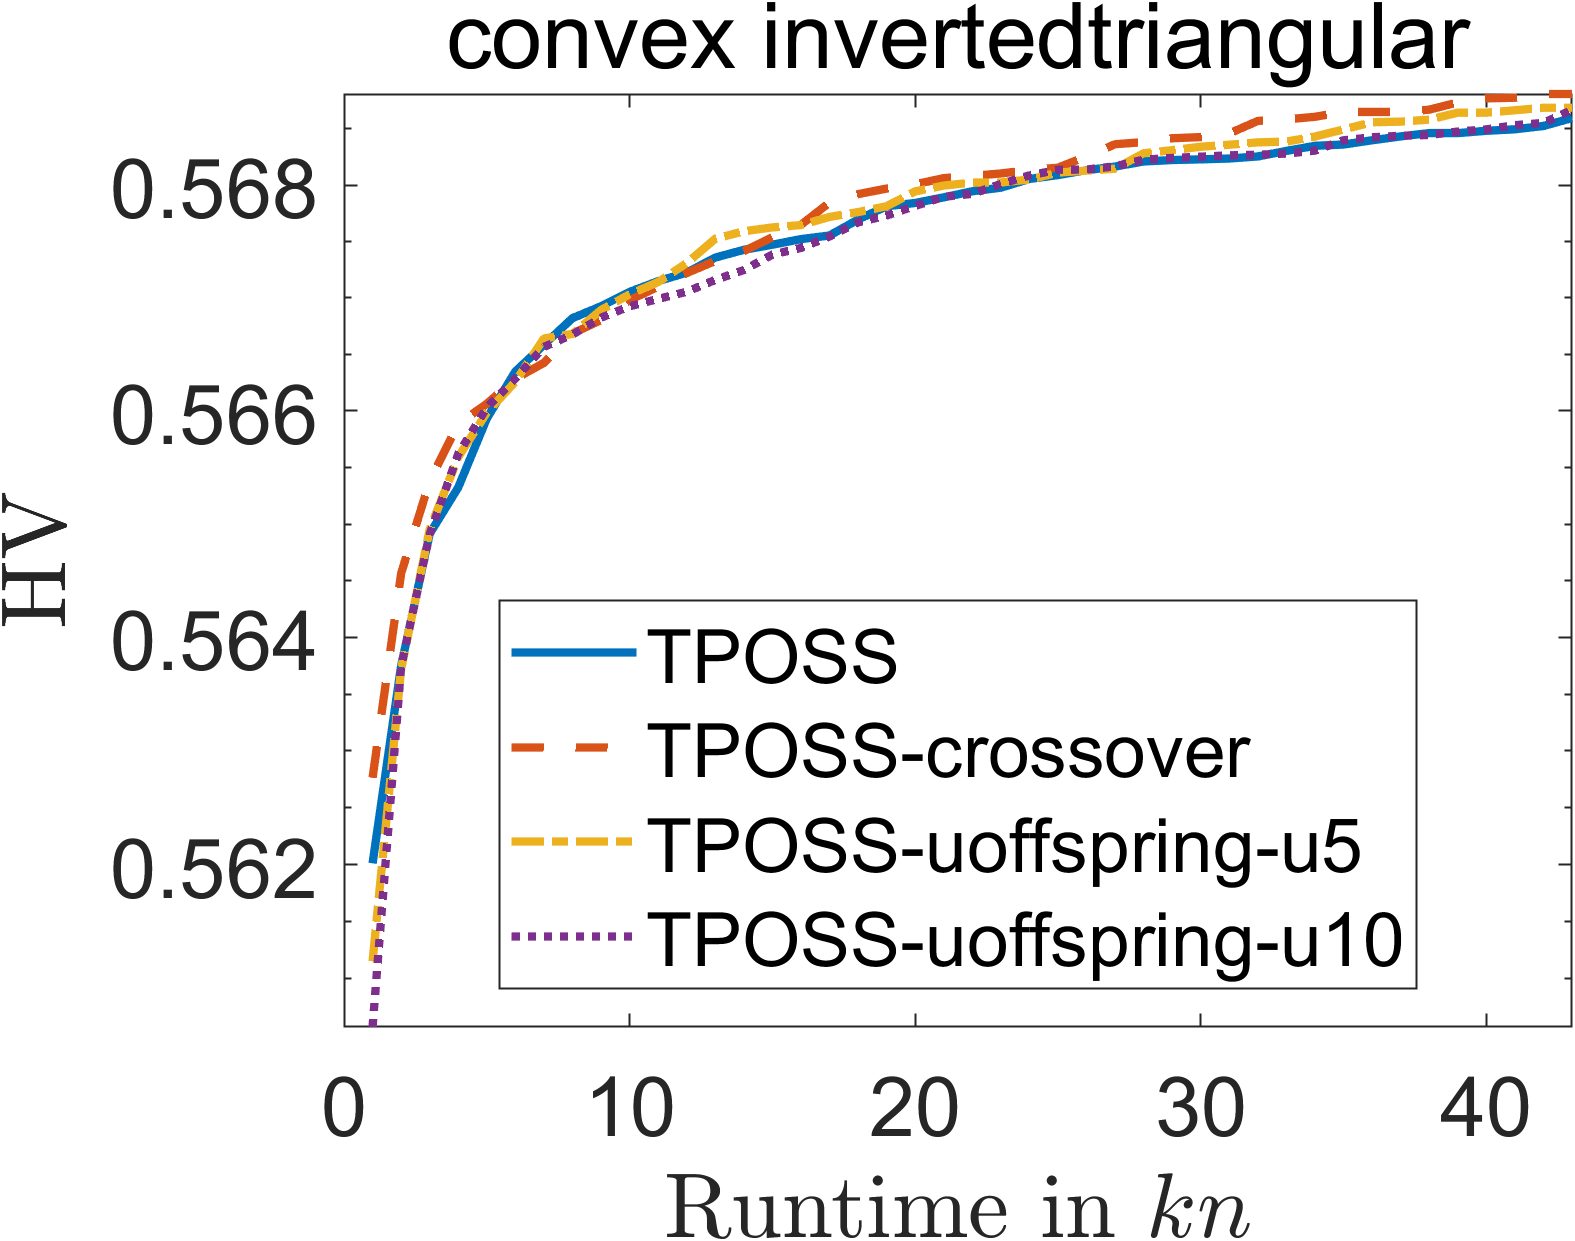 convex invertedtriangular
0.568
0.566
0.564
0.562
HV
TPOSS
TPOSS-crossover
TPOSS-uoffspring-u5
TPOSS-uoffspring-u10
0 10 20 30 40
Runtime in kn